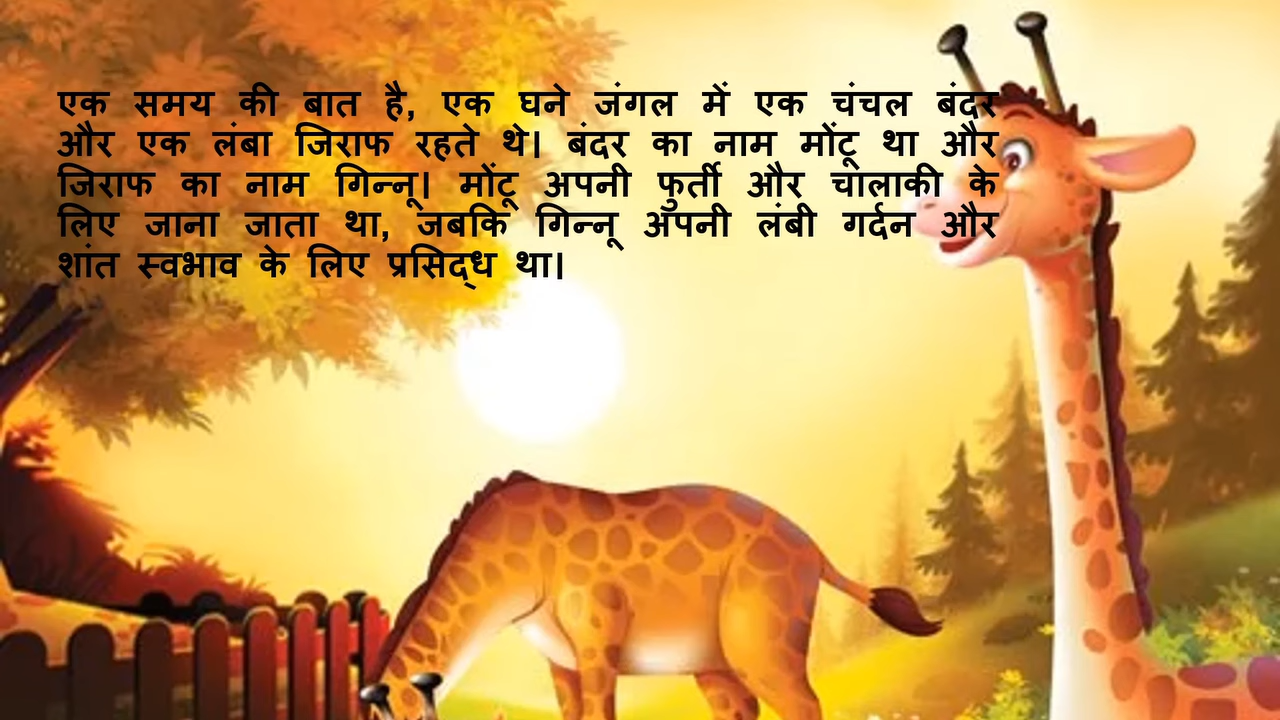 एक समय की बात है, एक घने जंगल में एक चंचल बंदर
और एक लंबा जिराफ रहते थे। बंदर का नाम मोंटू था और
जिराफ का नाम गिन्नू। मोंटू अपनी फुर्ती और चालाकी के
लिए जाना जाता था, जबकि गिन्नू अपनी लंबी गर्दन और
शांत स्वभाव के लिए प्रसिद्ध था।